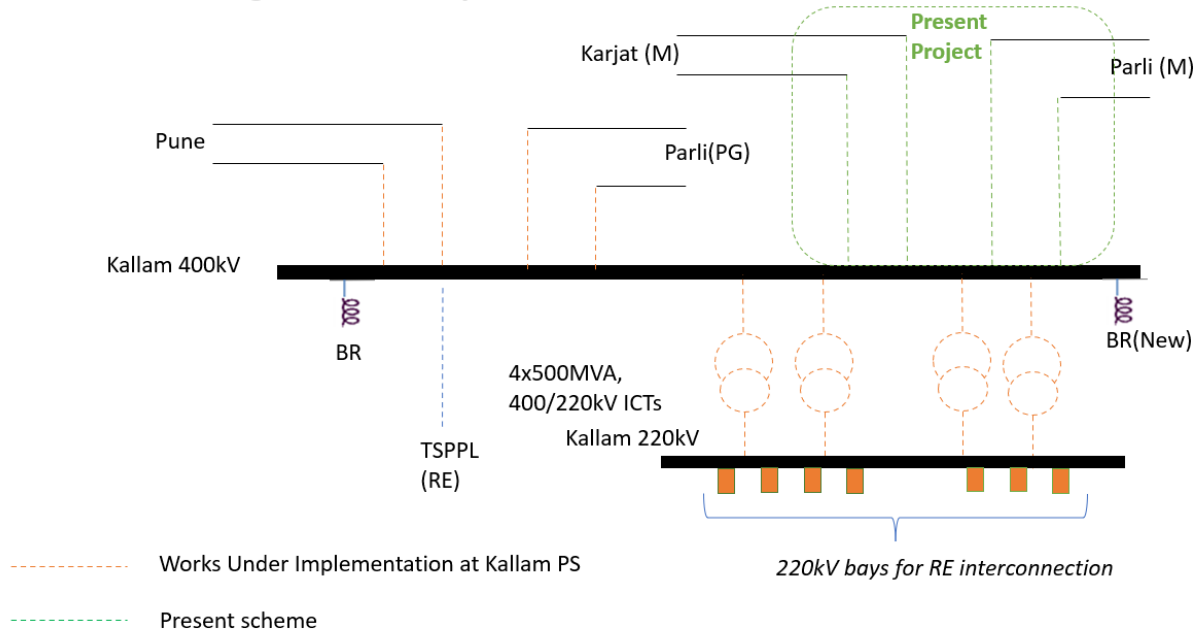 Present
Project
Karjat (M)
Parli (M)
Pune
Parli(PG)
Kallam 400kV
BR
BR(New)
4x500MVA,
400/220kV ICTs
Kallam 220kV
TSPPL
(RE)
Works Under Implementation at Kallam PS
220kV bays for RE interconnection
Present scheme